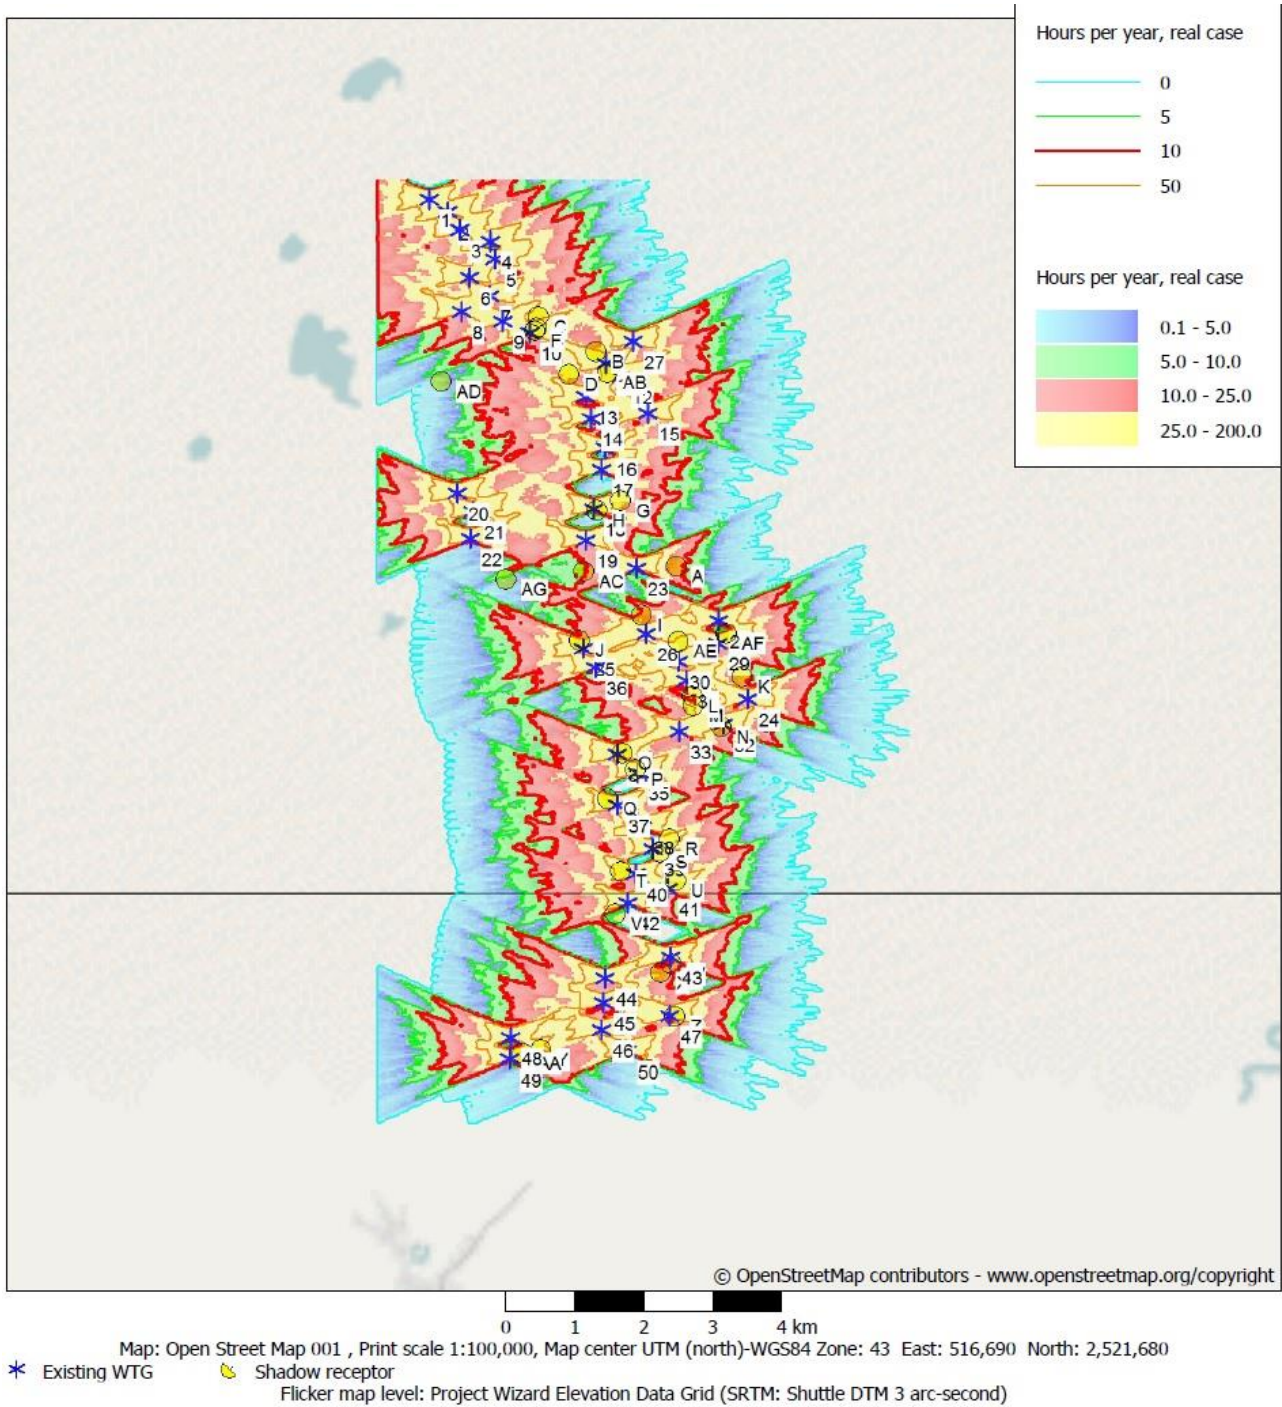 Hours per year, real case
0
5
10
50
Hours per year, real case
0.1 - 5.0
5.0 - 10.0
10.0 - 25.0
25.0 - 200.0
1
3
4
5
6
8
9
F
B
27
D
AB
AD
12
13
15
14
16
17
20
G
H
21
22
19
AC
A
AG
23
I
AF
J
26
AE
29
36
30
K
L
M
24
N
33
O
P
Q
37
R
S
T
40
U
41
V
43
44
45
47
46
48
50
49
© OpenStreetMap contributors - www.openstreetmap.org/copyright
0 1 2 3 4 km
Map: Open Street Map 001 , Print scale 1:100,000, Map center UTM (north)-WGS84 Zone: 43 East: 516,690 North: 2,521,680
Existing WTG Shadow receptor
Flicker map level: Project Wizard Elevation Data Grid (SRTM: Shuttle DTM 3 arc-second)